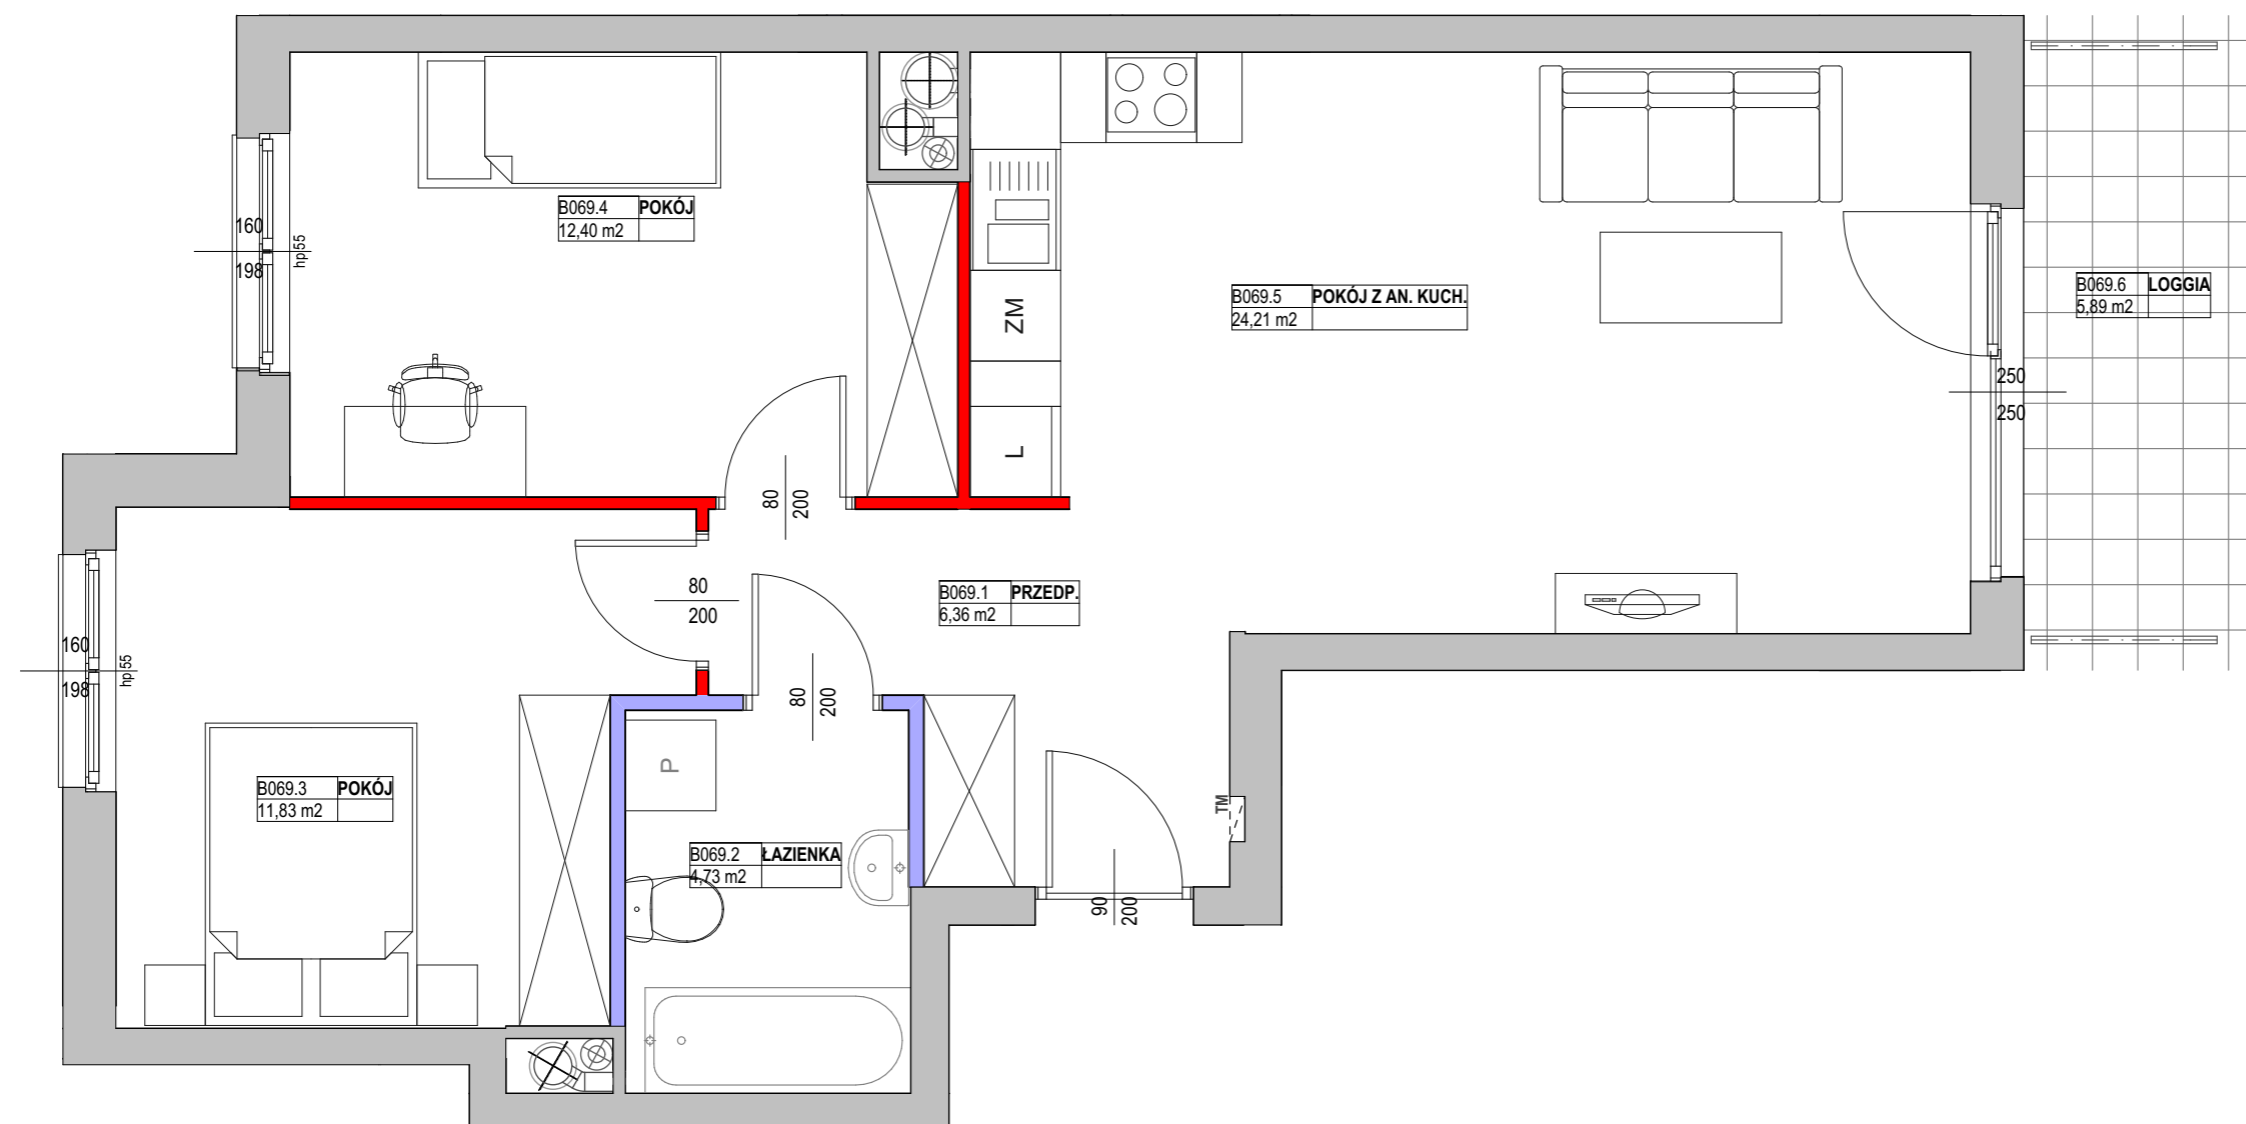 B069.4 POKÓJ
12,40 m2
160
198
hp 55
ZM
L
B069.5 POKÓJ Z AN. KUCH.
24,21 m2
B069.6 LOGGIA
5,89 m2
250
250
80
200
80
200
B069.1 PRZEDP.
6,36 m2
160
198
hp 55
80
200
P
B069.3 POKÓJ
11,83 m2
B069.2 ŁAZIENKA
4,73 m2
TM
90
200